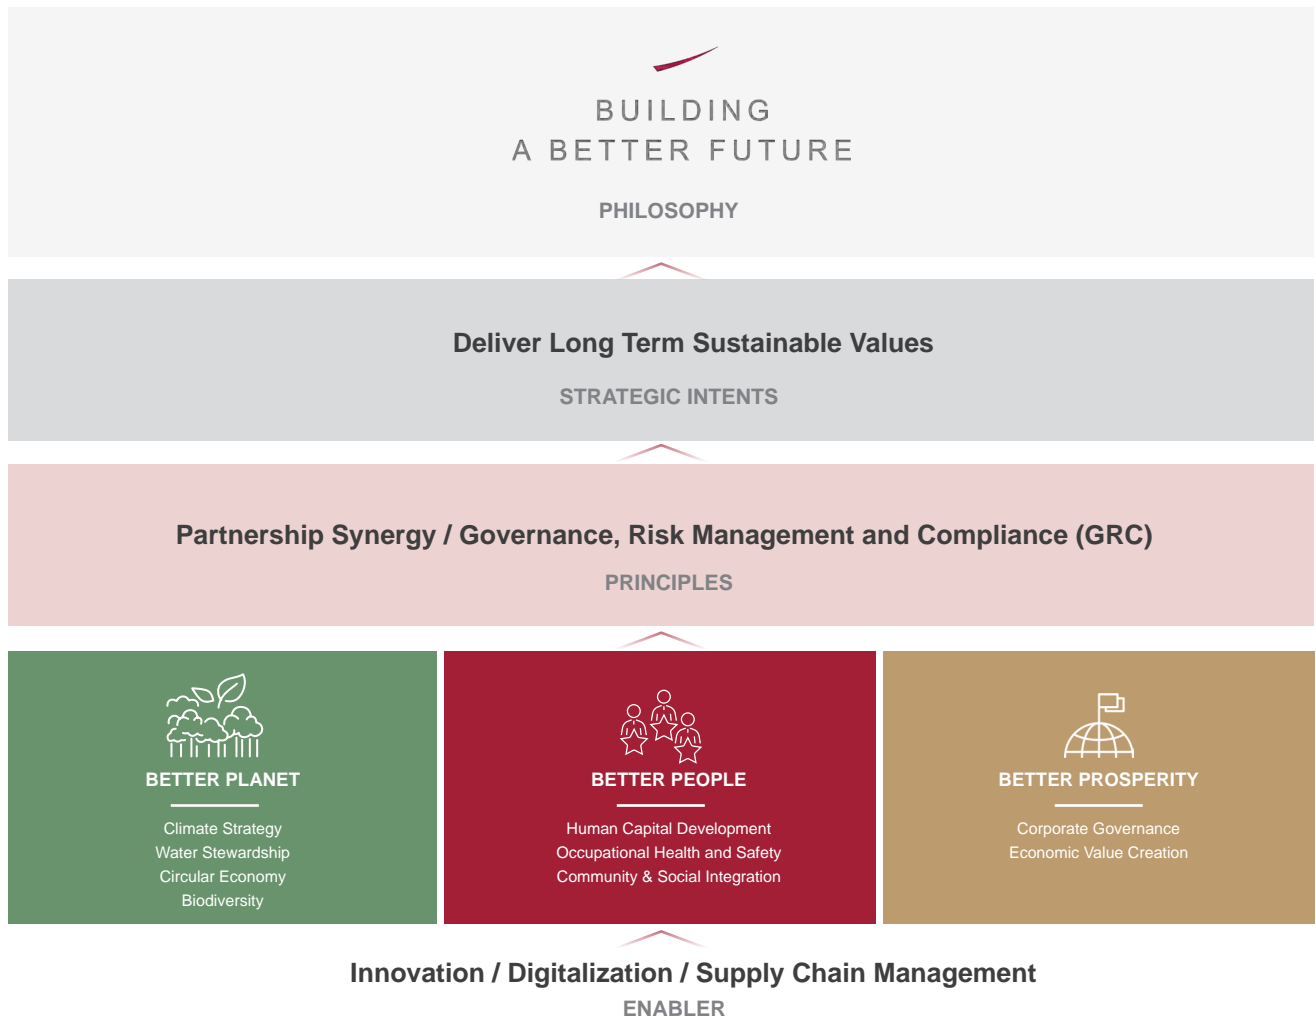 BUILDING
A BETTER FUTURE
PHILOSOPHY
Deliver Long Term Sustainable Values
STRATEGIC INTENTS
Partnership Synergy / Governance, Risk Management and Compliance (GRC)
PRINCIPLES
BETTER PLANET
Climate Strategy
Water Stewardship
Circular Economy
Biodiversity
BETTER PEOPLE
Human Capital Development
Occupational Health and Safety
Community & Social Integration
BETTER PROSPERITY
Corporate Governance
Economic Value Creation
Innovation / Digitalization / Supply Chain Management
ENABLER